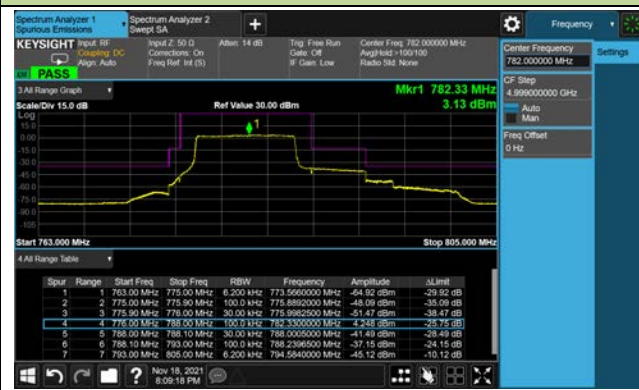 Spectrum Analyzer 1
Spurious Emissions
Spectrum Analyzer 2
Swept SA
+
Frequency
KEYSIGHT
Input: RF
Coupling: DC
Align: Auto
Input Z: 50 Ω
Corrections: On
Freq Ref: Int (S)
Atten: 14 dB
Trig: Free Run
Gate: Off
IF Gain: Low
Center Freq: 782.000000 MHz
Avg|Hold:>100/100
Radio Std: None
PASS
Center Frequency
782.000000 MHz
Settings
CF Step
4.999000000 GHz
Auto
Man
Freq Offset
0 Hz
3 All Range Graph
Mkr1 782.33 MHz
Scale/Div 15.0 dB
Ref Value 30.00 dBm
3.13 dBm
Log
15.0
0.00
-15.0
-30.0
-45.0
-60.0
-75.0
-90.0
-105
1
Start 763.000 MHz
Stop 805.000 MHz
4 All Range Table
Spur Range Start Freq Stop Freq RBW Frequency Amplitude ΔLimit
1 1 763.00 MHz 775.00 MHz 6.200 kHz 773.5660000 MHz -64.92 dBm -29.92 dB
2 2 775.00 MHz 775.90 MHz 100.0 kHz 775.8892000 MHz -48.09 dBm -35.09 dB
3 3 775.90 MHz 776.00 MHz 30.00 kHz 775.9982500 MHz -51.47 dBm -38.47 dB
4 4 776.00 MHz 788.00 MHz 100.0 kHz 782.3300000 MHz 4.248 dBm -25.75 dB
5 5 788.00 MHz 788.10 MHz 30.00 kHz 788.0005000 MHz -41.49 dBm -28.49 dB
6 6 788.10 MHz 793.00 MHz 100.0 kHz 788.2396500 MHz -37.15 dBm -24.15 dB
7 7 793.00 MHz 805.00 MHz 6.200 kHz 794.5840000 MHz -45.12 dBm -10.12 dB
?
Nov 18, 2021
8:09:18 PM